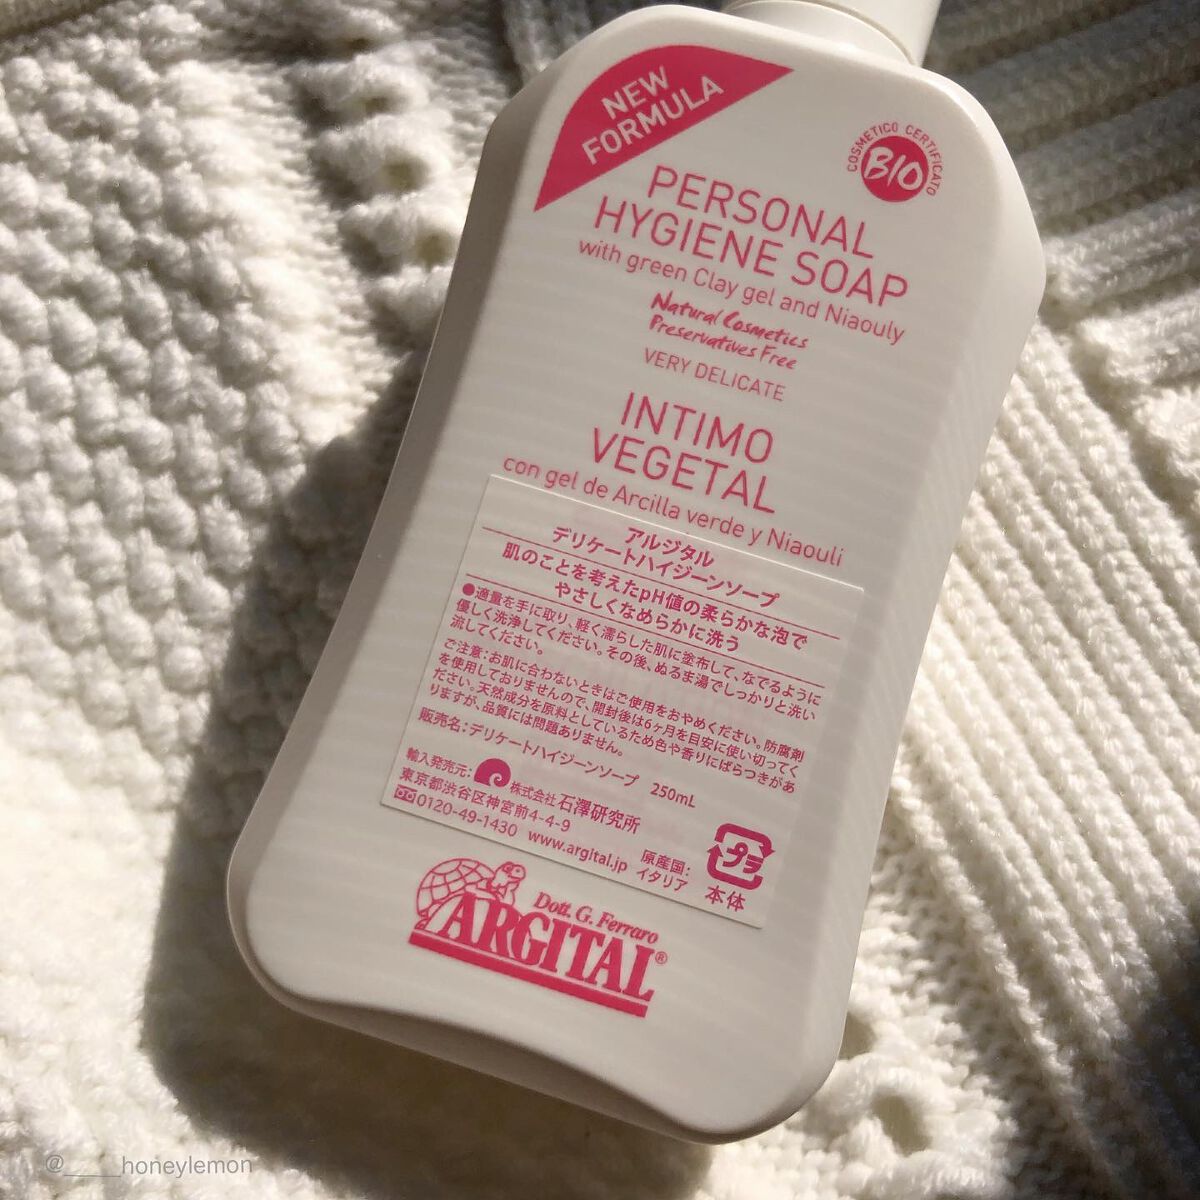 NEW
FORMULA
COSMETICO CERTIFICATO
BIO
PERSONAL
HYGIENE SOAP
with green Clay gel and Niaouly
Natural Cosmetics
Preservatives Free
VERY DELICATE
INTIMO
VEGETAL
con gel de Arcilla verde y Niaouli
アルジタル
デリケートハイジーンソープ
肌のことを考えたpH値の柔らかな泡で
やさしくなめらかに洗う
●適量を手に取り、軽く濡らした肌に塗布して、なでるように
優しく洗浄してください。その後、ぬるま湯でしっかりと洗い
流してください。
ご注意:お肌に合わないときはご使用をおやめください。防腐剤
を使用しておりませんので、開封後は6ヶ月を目安に使い切ってく
ださい。天然成分を原料としているため色や香りにばらつきがあ
りますが、品質には問題ありません。
販売名:デリケートハイジーンソープ 250mL
輸入発売元: 株式会社 石澤研究所
東京都渋谷区神宮前4-4-9
0120-49-1430 www.argital.jp
原産国:
イタリア
プラ
本体
Dott. G. Ferraro
ARGITAL®
@____honeylemon